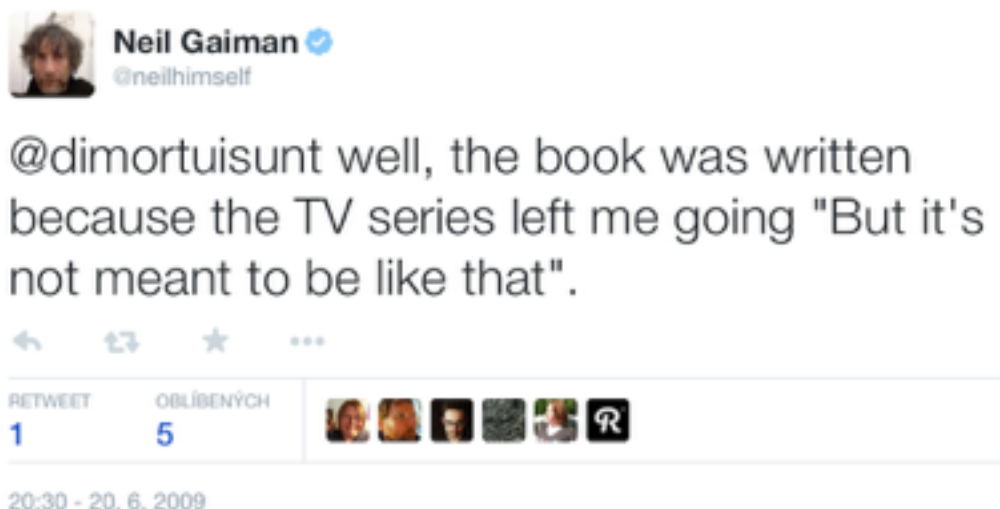 Neil Gaiman
@neilhimself
@dimortuisunt well, the book was written
because the TV series left me going "But it's
not meant to be like that".
RETWEET OBLÍBENÝCH
1 5
R
20:30 - 20. 6. 2009